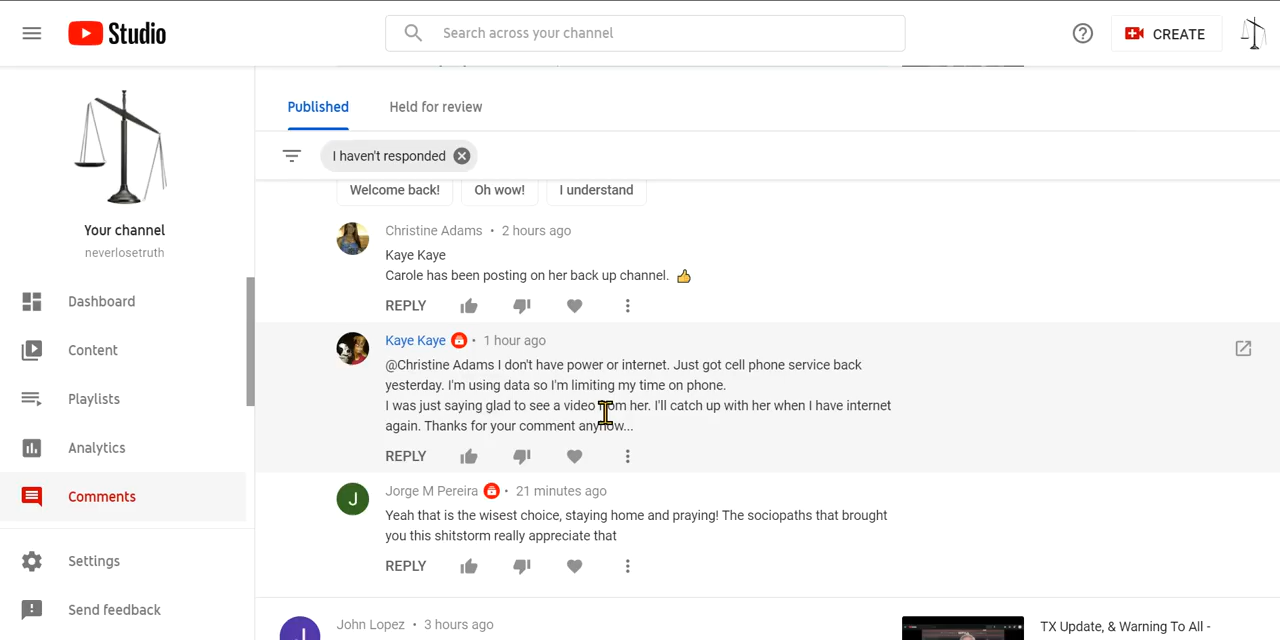 Studio
Search across your channel
CREATE
Your channel
neverlosetruth
Dashboard
Content
Playlists
Analytics
Comments
Settings
Send feedback
Published
Held for review
I haven't responded
Welcome back!
Oh wow!
I understand
Christine Adams • 2 hours ago
Kaye Kaye
Carole has been posting on her back up channel. 👍
REPLY
Kaye Kaye • 1 hour ago
@Christine Adams I don't have power or internet. Just got cell phone service back
yesterday. I'm using data so I'm limiting my time on phone.
I was just saying glad to see a video from her. I'll catch up with her when I have internet
again. Thanks for your comment anyhow...
REPLY
J
Jorge M Pereira • 21 minutes ago
Yeah that is the wisest choice, staying home and praying! The sociopaths that brought
you this shitstorm really appreciate that
REPLY
John Lopez • 3 hours ago
TX Update, & Warning To All -